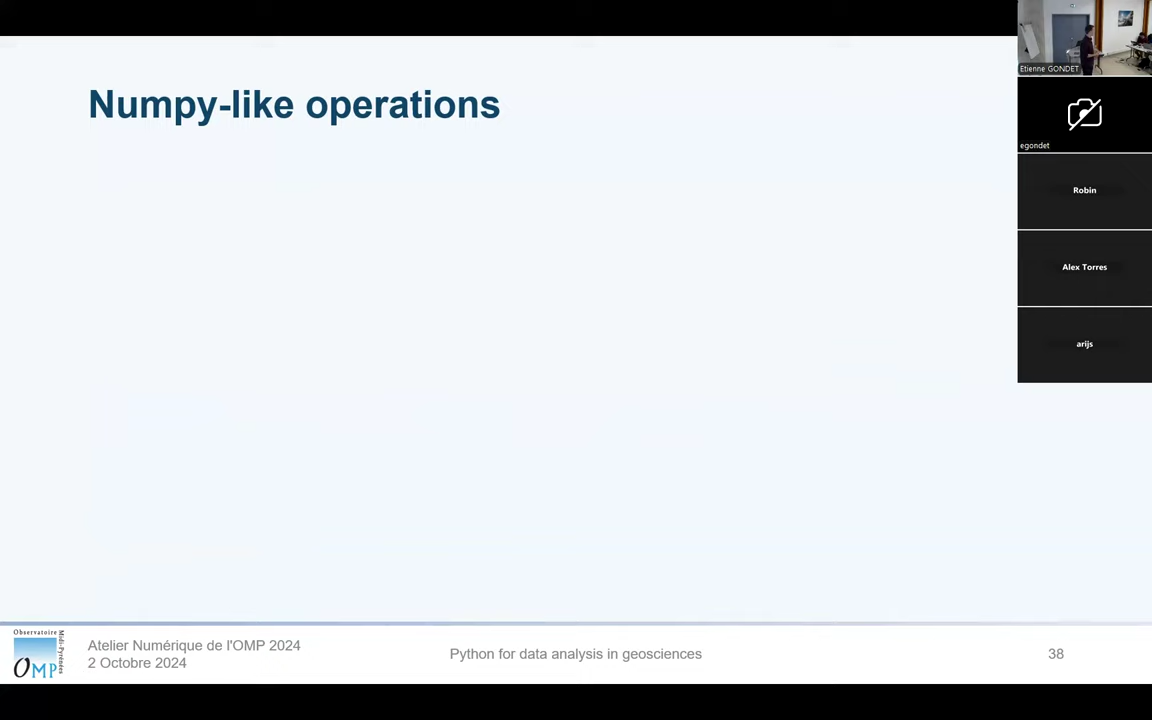 Numpy-like operations
Etienne GONDET
egondet
Robin
Alex Torres
arijs
Observatoire
Midi-Pyrénées
OMP
Atelier Numérique de l'OMP 2024
2 Octobre 2024
Python for data analysis in geosciences
38